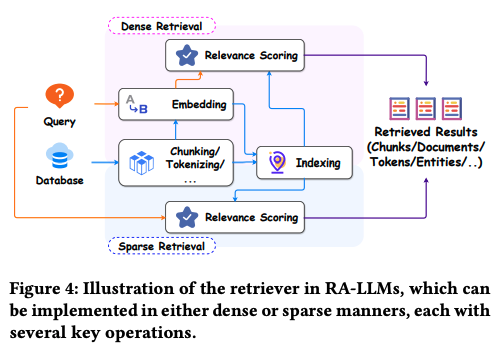 Dense Retrieval
Relevance Scoring
Query
A
B
Embedding
Database
Chunking/
Tokenizing/
...
Indexing
Retrieved Results
(Chunks/Documents/
Tokens/Entities/..)
Relevance Scoring
Sparse Retrieval
Figure 4: Illustration of the retriever in RA-LLMs, which can
be implemented in either dense or sparse manners, each with
several key operations.